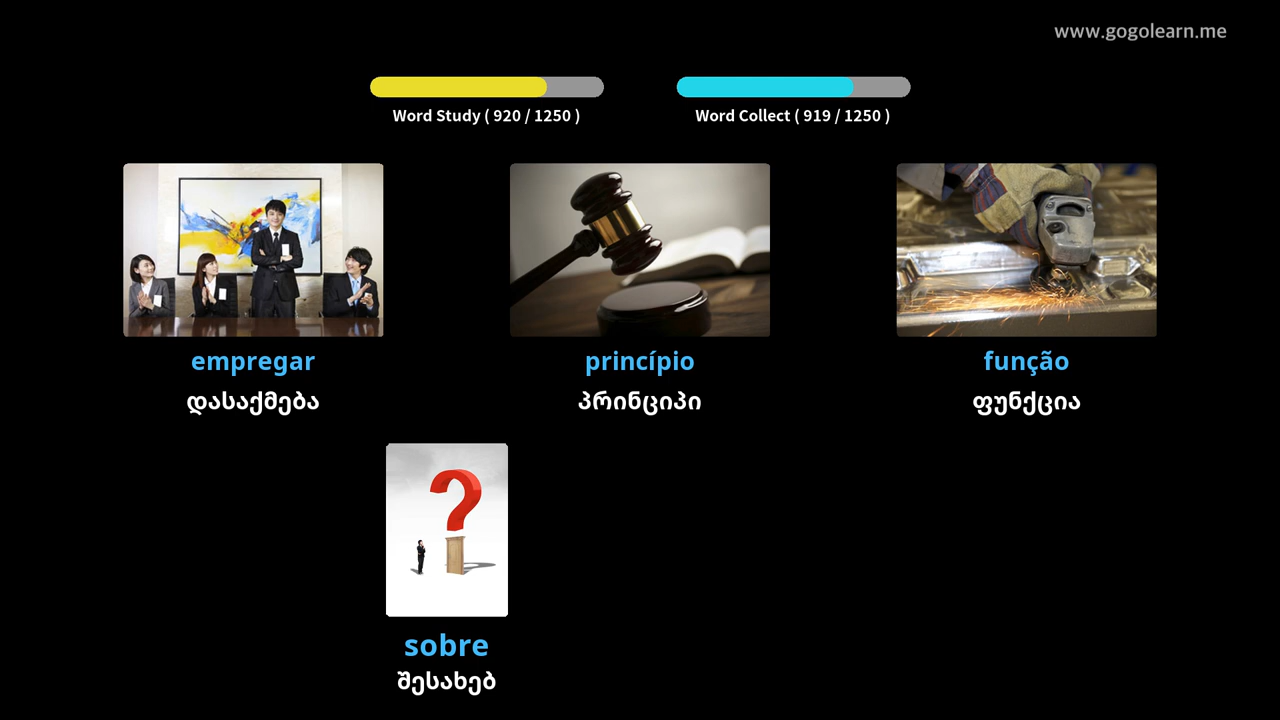 www.gogolearn.me
Word Study ( 920 / 1250 )
Word Collect ( 919 / 1250 )
empregar
დასაქმება
princípio
პრინციპი
função
ფუნქცია
sobre
შესახებ